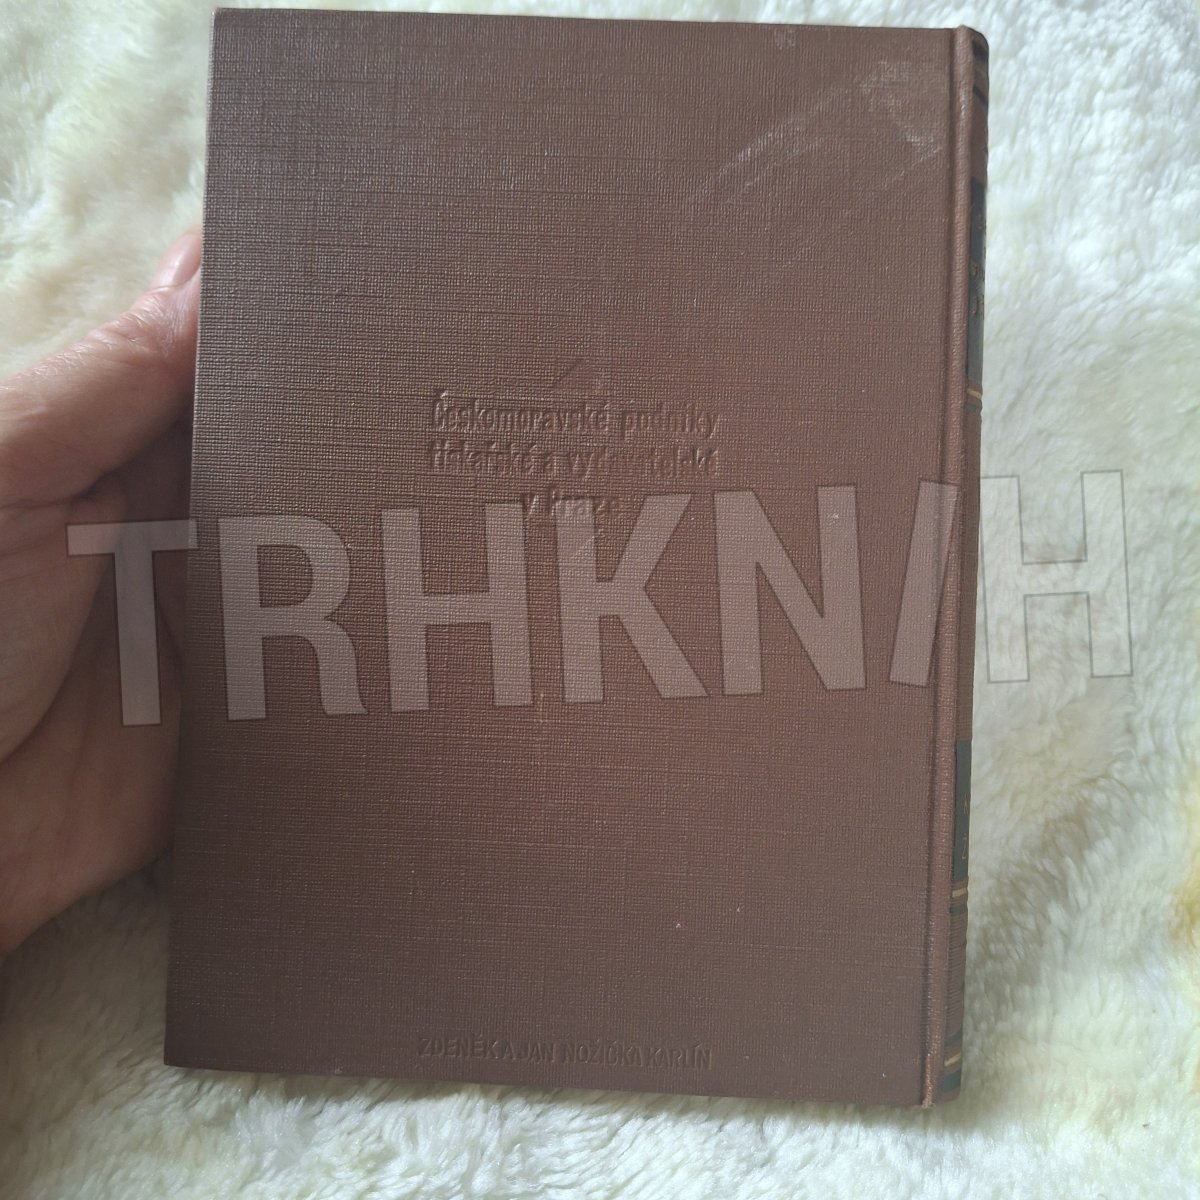 Českomoravské podniky
tiskařské a vydavatelské
v Praze
TRHKNIH
ZDENĚK A JAN NOŽIČKA KARLÍN